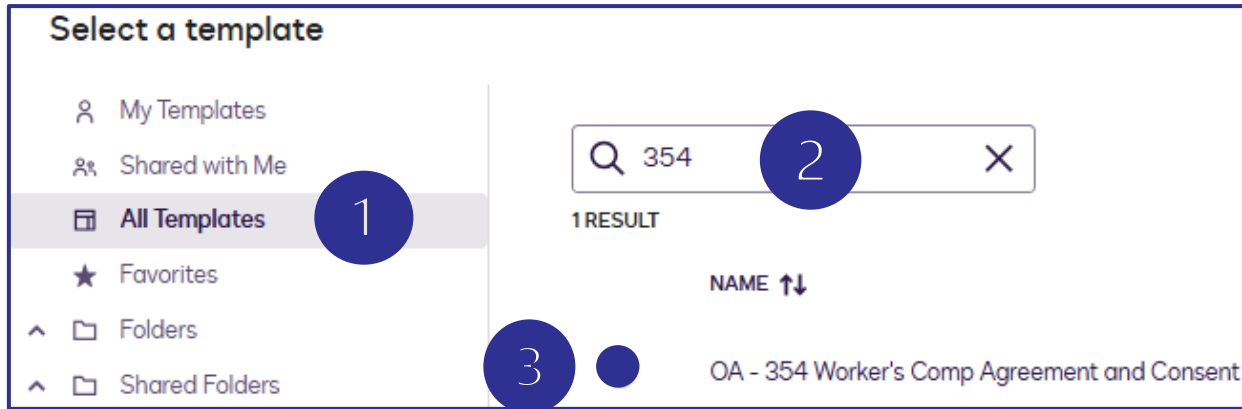 Select a template
My Templates
Shared with Me
All Templates
1
Favorites
Folders
Shared Folders
354
2
1 RESULT
NAME
3
OA - 354 Worker's Comp Agreement and Consent